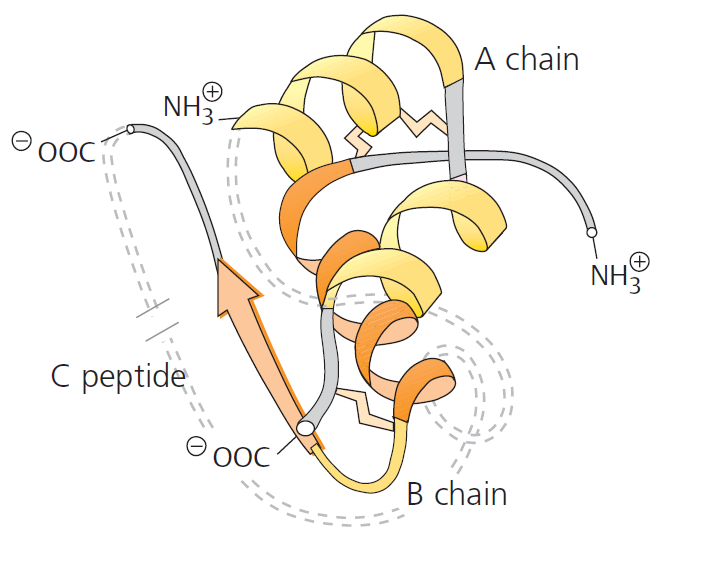 A chain
NH₃⊕
⊖OOC
NH₃⊕
C peptide
⊖OOC
B chain